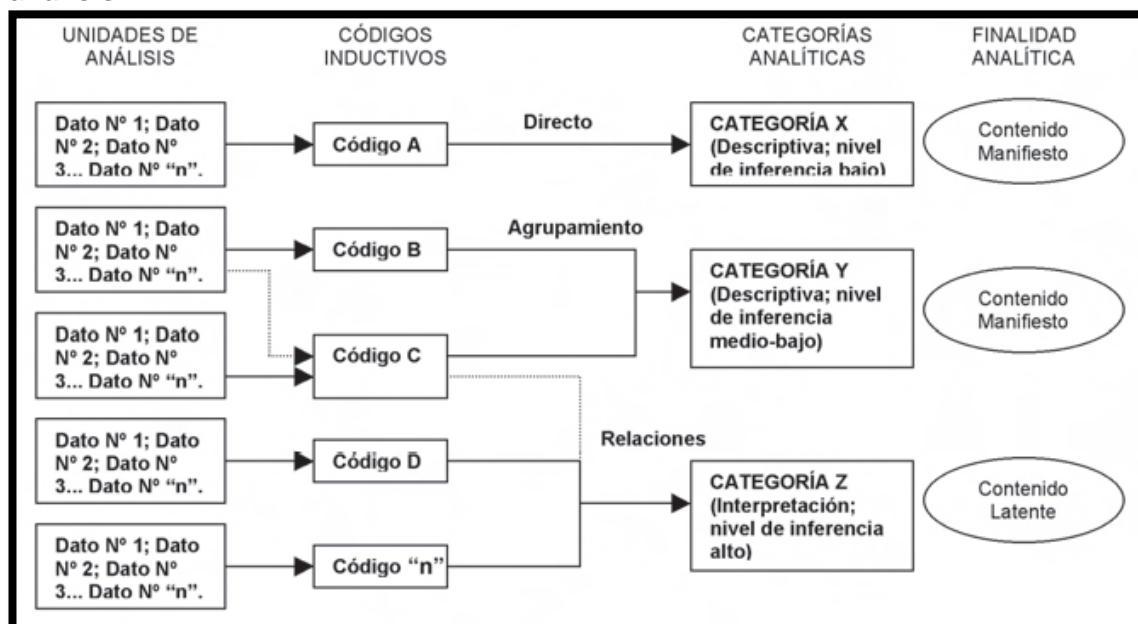 UNIDADES DE
ANÁLISIS
CÓDIGOS
INDUCTIVOS
CATEGORÍAS
ANALÍTICAS
FINALIDAD
ANALÍTICA
Dato Nº 1; Dato
Nº 2; Dato Nº
3... Dato Nº “n”.
Código A
Directo
CATEGORÍA X
(Descriptiva; nivel
de inferencia bajo)
Contenido
Manifiesto
Dato Nº 1; Dato
Nº 2; Dato Nº
3... Dato Nº “n”.
Código B
Agrupamiento
CATEGORÍA Y
(Descriptiva; nivel
de inferencia
medio-bajo)
Contenido
Manifiesto
Dato Nº 1; Dato
Nº 2; Dato Nº
3... Dato Nº “n”.
Código C
Relaciones
Dato Nº 1; Dato
Nº 2; Dato Nº
3... Dato Nº “n”.
Código D
CATEGORÍA Z
(Interpretación;
nivel de inferencia
alto)
Contenido
Latente
Dato Nº 1; Dato
Nº 2; Dato Nº
3... Dato Nº “n”.
Código “n”